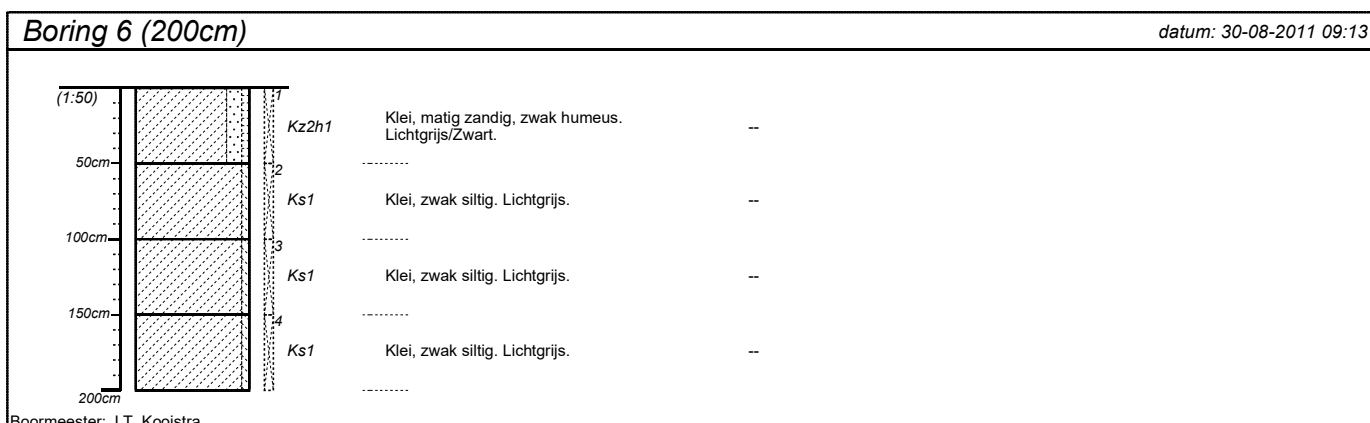 Boring 6 (200cm)
datum: 30-08-2011 09:13
(1:50)
1
Kz2h1
Klei, matig zandig, zwak humeus.
Lichtgrijs/Zwart.
--
50cm
2
Ks1
Klei, zwak siltig. Lichtgrijs.
--
100cm
3
Ks1
Klei, zwak siltig. Lichtgrijs.
--
150cm
4
Ks1
Klei, zwak siltig. Lichtgrijs.
--
200cm
Boormeester: J.T. Kooistra